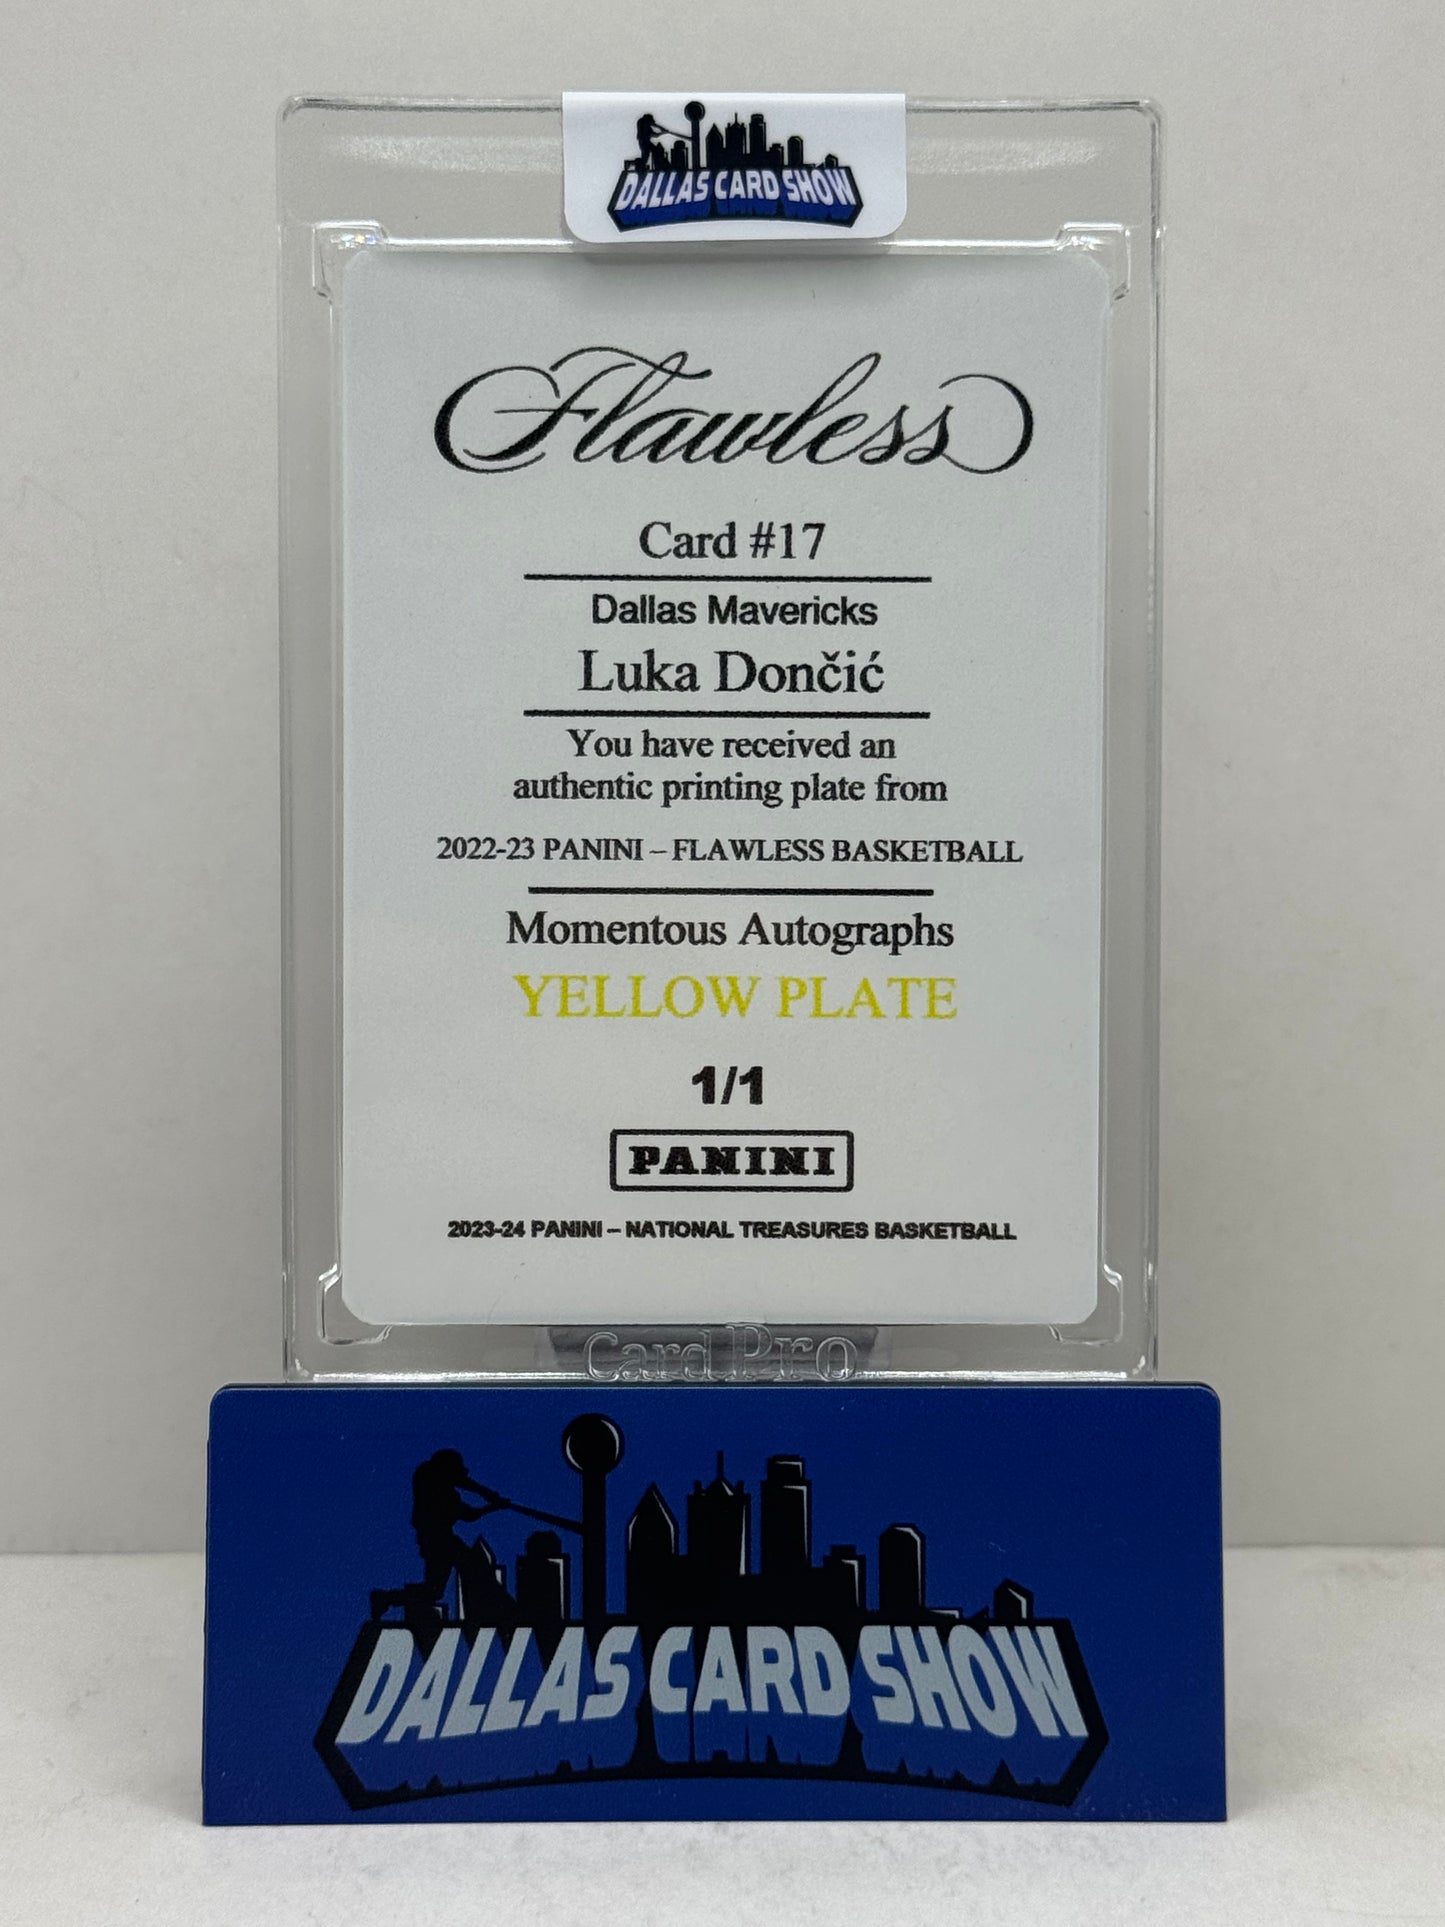 DALLAS CARD SHOW
Flawless
Card #17
Dallas Mavericks
Luka Dončić
You have received an
authentic printing plate from
2022-23 PANINI – FLAWLESS BASKETBALL
Momentous Autographs
YELLOW PLATE
1/1
PANINI
2023-24 PANINI – NATIONAL TREASURES BASKETBALL
Card Pro
DALLAS CARD SHOW